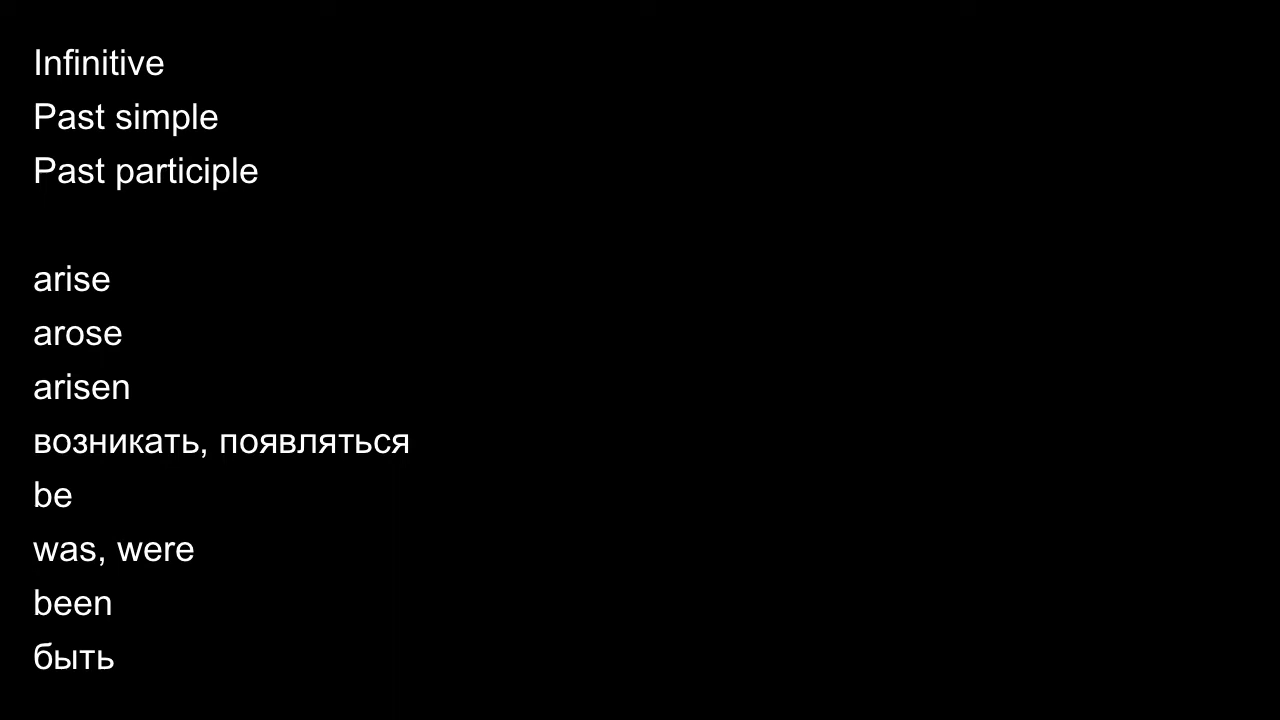 Infinitive
Past simple
Past participle
arise
arose
arisen
возникать, появляться
be
was, were
been
быть